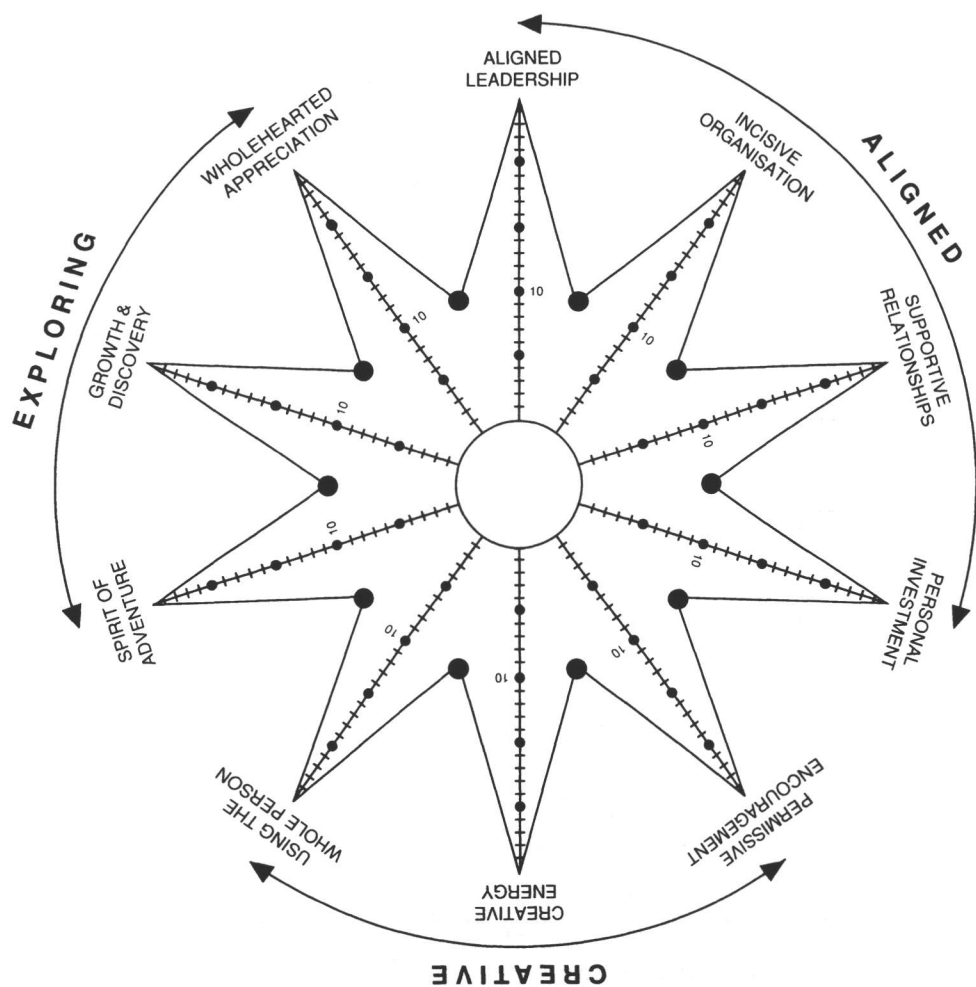 ALIGNED
LEADERSHIP
10
INCISIVE
ORGANISATION
10
ALIGNED
SUPPORTIVE
RELATIONSHIPS
10
PERSONAL
INVESTMENT
10
PERMISSIVE
ENCOURAGEMENT
10
CREATIVE
ENERGY
10
CREATIVE
USING THE
WHOLE PERSON
10
SPIRIT OF
ADVENTURE
10
EXPLORING
GROWTH &
DISCOVERY
10
WHOLEHEARTED
APPRECIATION
10